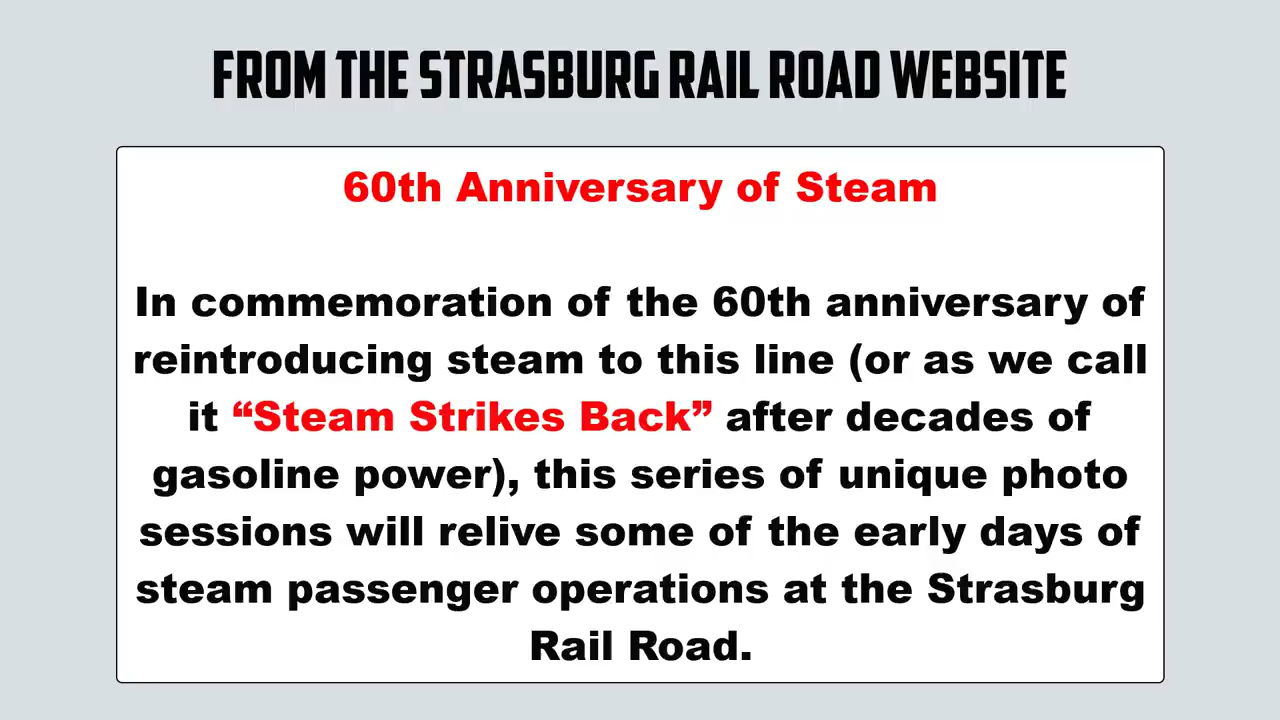 FROM THE STRASBURG RAIL ROAD WEBSITE
60th Anniversary of Steam
In commemoration of the 60th anniversary of
reintroducing steam to this line (or as we call
it “Steam Strikes Back” after decades of
gasoline power), this series of unique photo
sessions will relive some of the early days of
steam passenger operations at the Strasburg
Rail Road.